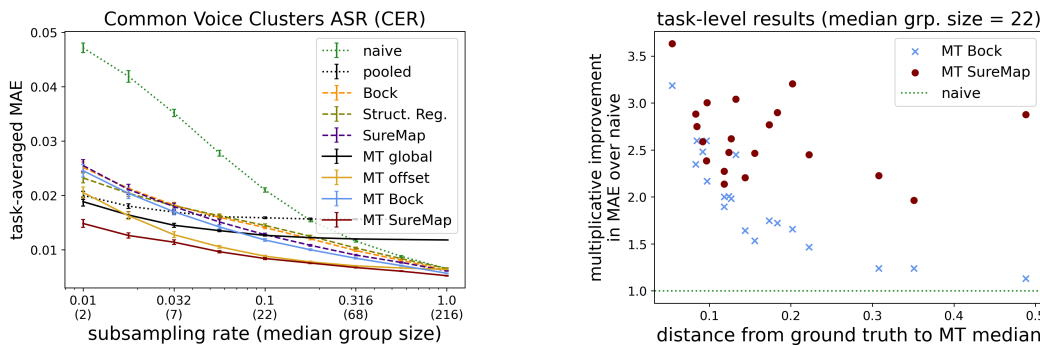 Common Voice Clusters ASR (CER)
task-averaged MAE
0.05
0.04
0.03
0.02
0.01
naive
pooled
Bock
Struct. Reg.
SureMap
MT global
MT offset
MT Bock
MT SureMap
0.01 0.032 0.1 0.316 1.0
(2) (7) (22) (68) (216)
subsampling rate (median group size)
task-level results (median grp. size = 22)
multiplicative improvement
in MAE over naive
3.5
3.0
2.5
2.0
1.5
1.0
MT Bock
MT SureMap
naive
0.1 0.2 0.3 0.4 0.5
distance from ground truth to MT median